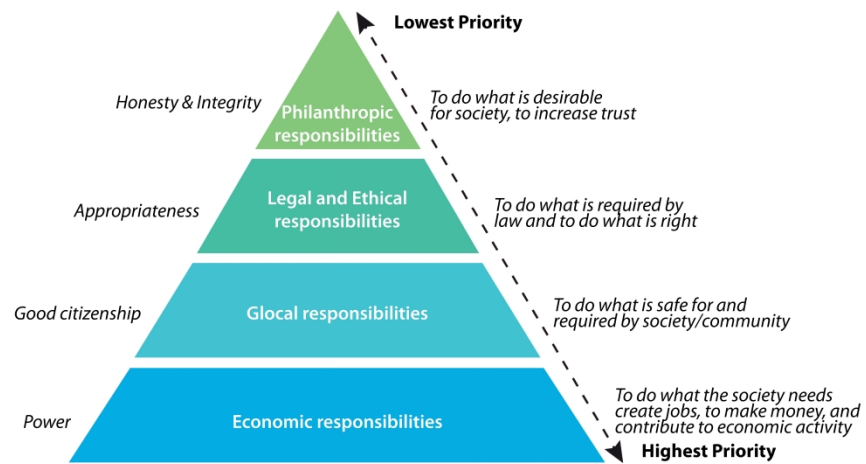 Lowest Priority
Honesty & Integrity
Philanthropic
responsibilities
To do what is desirable
for society, to increase trust
Appropriateness
Legal and Ethical
responsibilities
To do what is required by
law and to do what is right
Good citizenship
Glocal responsibilities
To do what is safe for and
required by society/community
Power
Economic responsibilities
To do what the society needs
create jobs, to make money, and
contribute to economic activity
Highest Priority